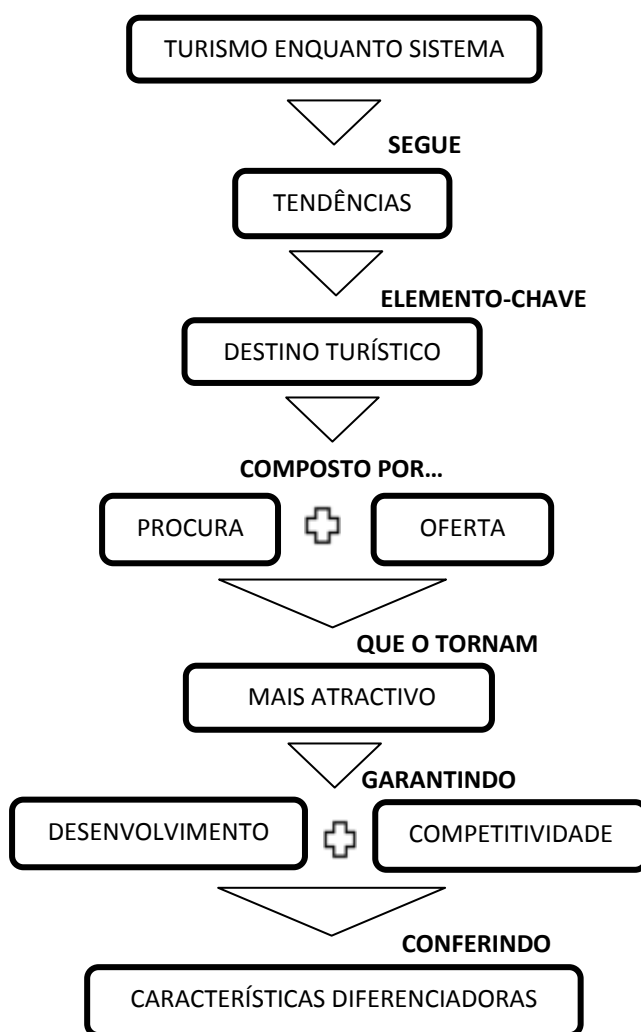 TURISMO ENQUANTO SISTEMA
SEGUE
TENDÊNCIAS
ELEMENTO-CHAVE
DESTINO TURÍSTICO
COMPOSTO POR…
PROCURA
OFERTA
QUE O TORNAM
MAIS ATRACTIVO
GARANTINDO
DESENVOLVIMENTO
COMPETITIVIDADE
CONFERINDO
CARACTERÍSTICAS DIFERENCIADORAS